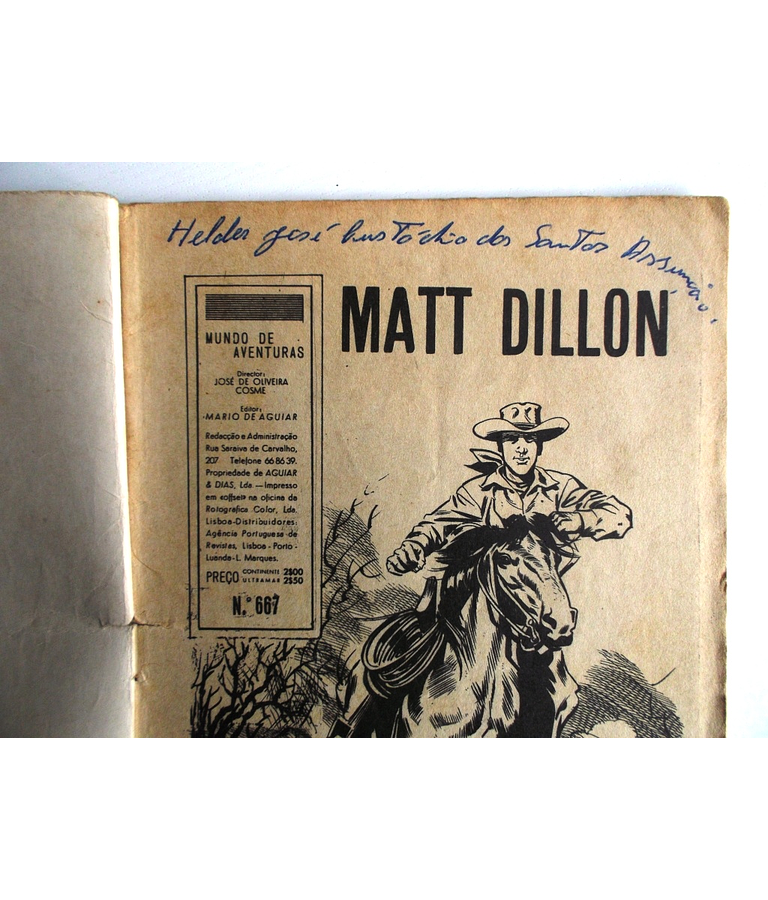 Helder José Custódio dos Santos Assunção.
MATT DILLON
MUNDO DE
AVENTURAS
Director:
JOSÉ DE OLIVEIRA
COSME
Editor:
MARIO DE AGUIAR
Redacção e Administração
Rua Saraiva de Carvalho,
207 Telefone 66 86 39.
Propriedade de AGUIAR
& DIAS, Lda — Impresso
em «offset» na oficina da
Rotográfica Color, Lda.
Lisboa-Distribuidores:
Agência Portuguesa de
Revistas, Lisboa - Porto -
Luanda-L. Marques.
PREÇO CONTINENTE 2$00
ULTRAMAR 2$50
N.º 667